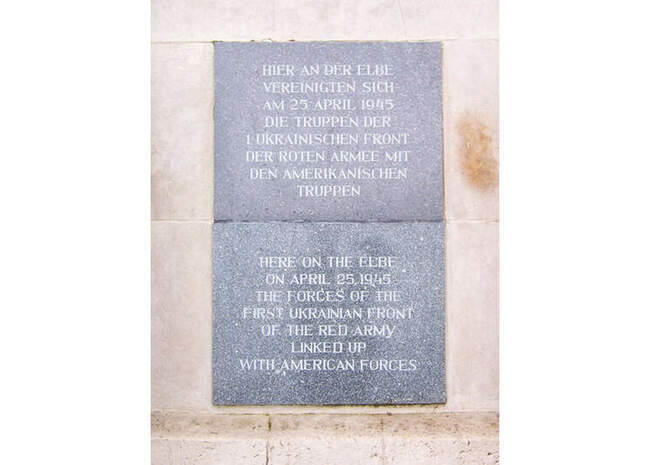 HIER AN DER ELBE
VEREINIGTEN SICH
AM 25 APRIL 1945
DIE TRUPPEN DER
1 UKRAINISCHEN FRONT
DER ROTEN ARMEE MIT
DEN AMERIKANISCHEN
TRUPPEN
HERE ON THE ELBE
ON APRIL 25.1945
THE FORCES OF THE
FIRST UKRAINIAN FRONT
OF THE RED ARMY
LINKED UP
WITH AMERICAN FORCES